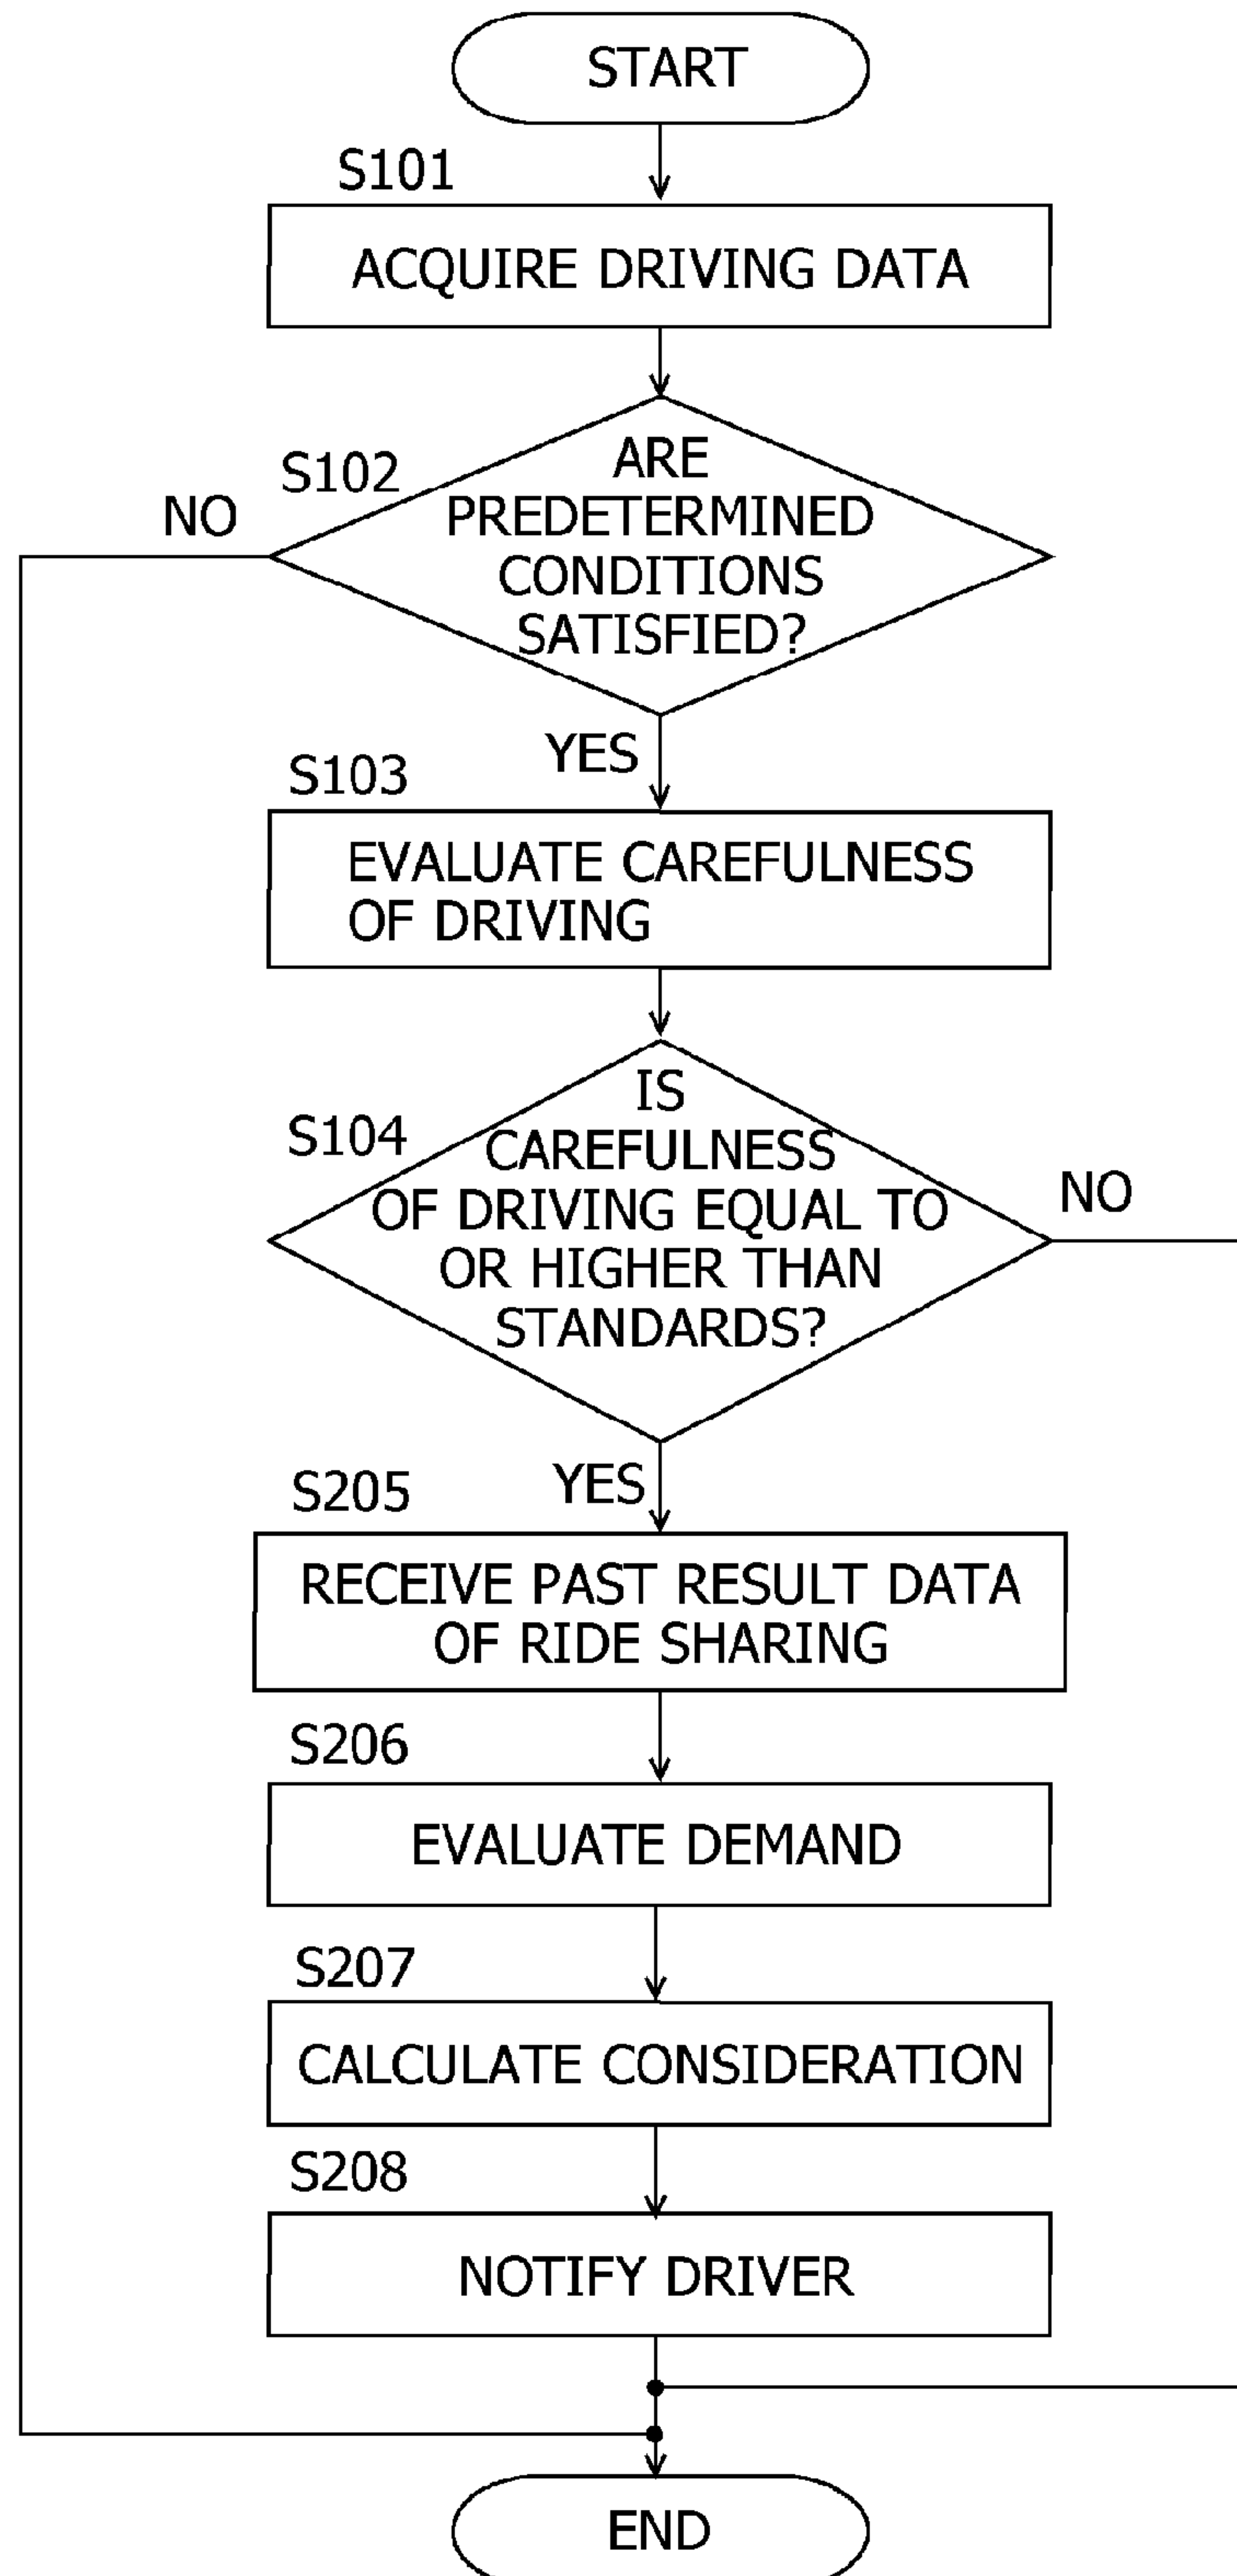 START
S101
ACQUIRE DRIVING DATA
S102
NO
ARE
PREDETERMINED
CONDITIONS
SATISFIED?
YES
S103
EVALUATE CAREFULNESS
OF DRIVING
S104
IS
CAREFULNESS
OF DRIVING EQUAL TO
OR HIGHER THAN
STANDARDS?
NO
YES
S205
RECEIVE PAST RESULT DATA
OF RIDE SHARING
S206
EVALUATE DEMAND
S207
CALCULATE CONSIDERATION
S208
NOTIFY DRIVER
END